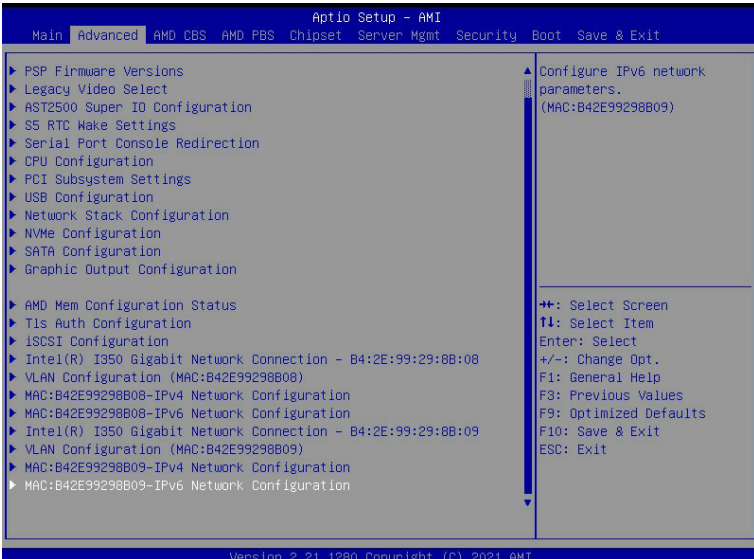 Aptio Setup - AMI
Main Advanced AMD CBS AMD PBS Chipset Server Mgmt Security Boot Save & Exit
PSP Firmware Versions
Legacy Video Select
AST2500 Super IO Configuration
S5 RTC Wake Settings
Serial Port Console Redirection
CPU Configuration
PCI Subsystem Settings
USB Configuration
Network Stack Configuration
NVMe Configuration
SATA Configuration
Graphic Output Configuration
AMD Mem Configuration Status
Tls Auth Configuration
iSCSI Configuration
Intel(R) I350 Gigabit Network Connection - B4:2E:99:29:8B:08
VLAN Configuration (MAC:B42E99298B08)
MAC:B42E99298B08-IPv4 Network Configuration
MAC:B42E99298B08-IPv6 Network Configuration
Intel(R) I350 Gigabit Network Connection - B4:2E:99:29:8B:09
VLAN Configuration (MAC:B42E99298B09)
MAC:B42E99298B09-IPv4 Network Configuration
MAC:B42E99298B09-IPv6 Network Configuration
Configure IPv6 network
parameters.
(MAC:B42E99298B09)
→←: Select Screen
↑↓: Select Item
Enter: Select
+/-: Change Opt.
F1: General Help
F3: Previous Values
F9: Optimized Defaults
F10: Save & Exit
ESC: Exit
Version 2.21.1280 Copyright (C) 2021 AMI